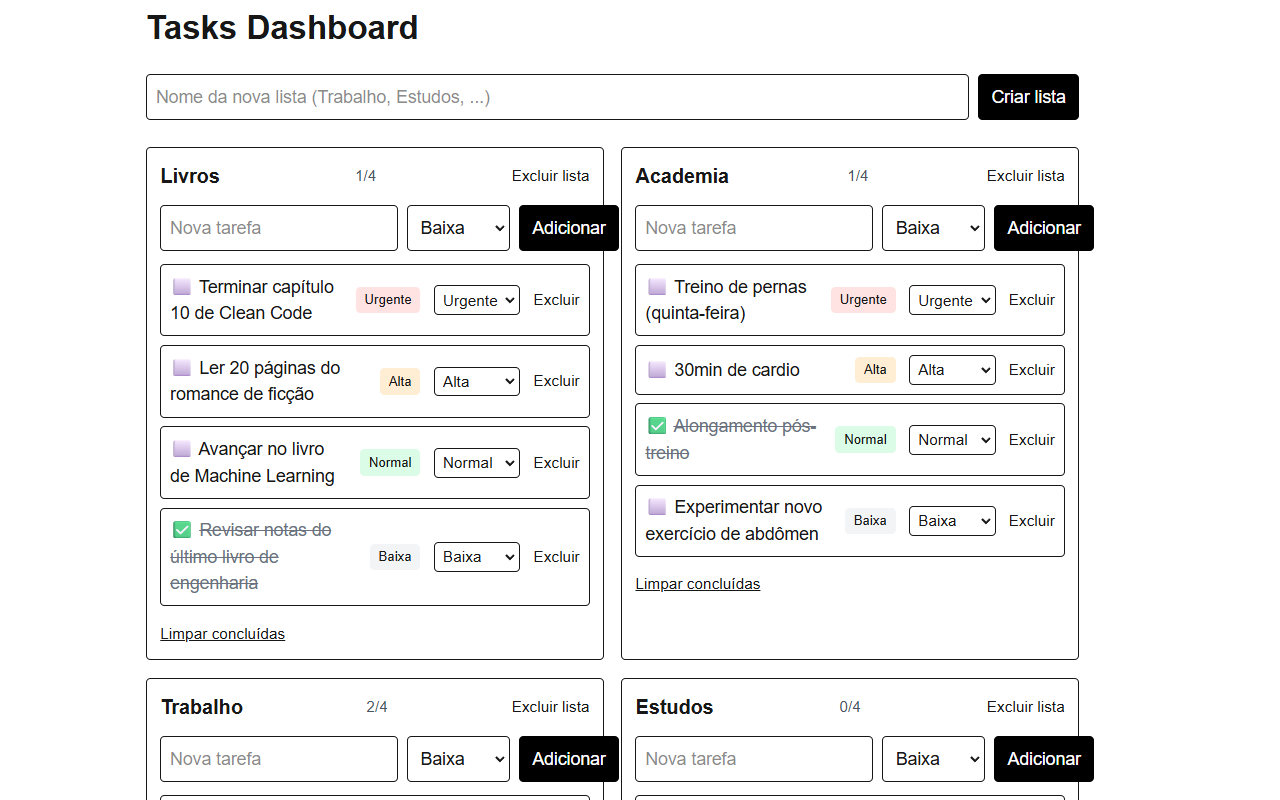 Tasks Dashboard
Nome da nova lista (Trabalho, Estudos, ...)
Criar lista
Livros
1/4
Excluir lista
Nova tarefa
Baixa
Adicionar
Terminar capítulo
10 de Clean Code
Urgente
Urgente
Excluir
Ler 20 páginas do
romance de ficção
Alta
Alta
Excluir
Avançar no livro
de Machine Learning
Normal
Normal
Excluir
Revisar notas do
último livro de
engenharia
Baixa
Baixa
Excluir
Limpar concluídas
Academia
1/4
Excluir lista
Nova tarefa
Baixa
Adicionar
Treino de pernas
(quinta-feira)
Urgente
Urgente
Excluir
30min de cardio
Alta
Alta
Excluir
Alongamento pós-
treino
Normal
Normal
Excluir
Experimentar novo
exercício de abdômen
Baixa
Baixa
Excluir
Limpar concluídas
Trabalho
2/4
Excluir lista
Nova tarefa
Baixa
Adicionar
Estudos
0/4
Excluir lista
Nova tarefa
Baixa
Adicionar